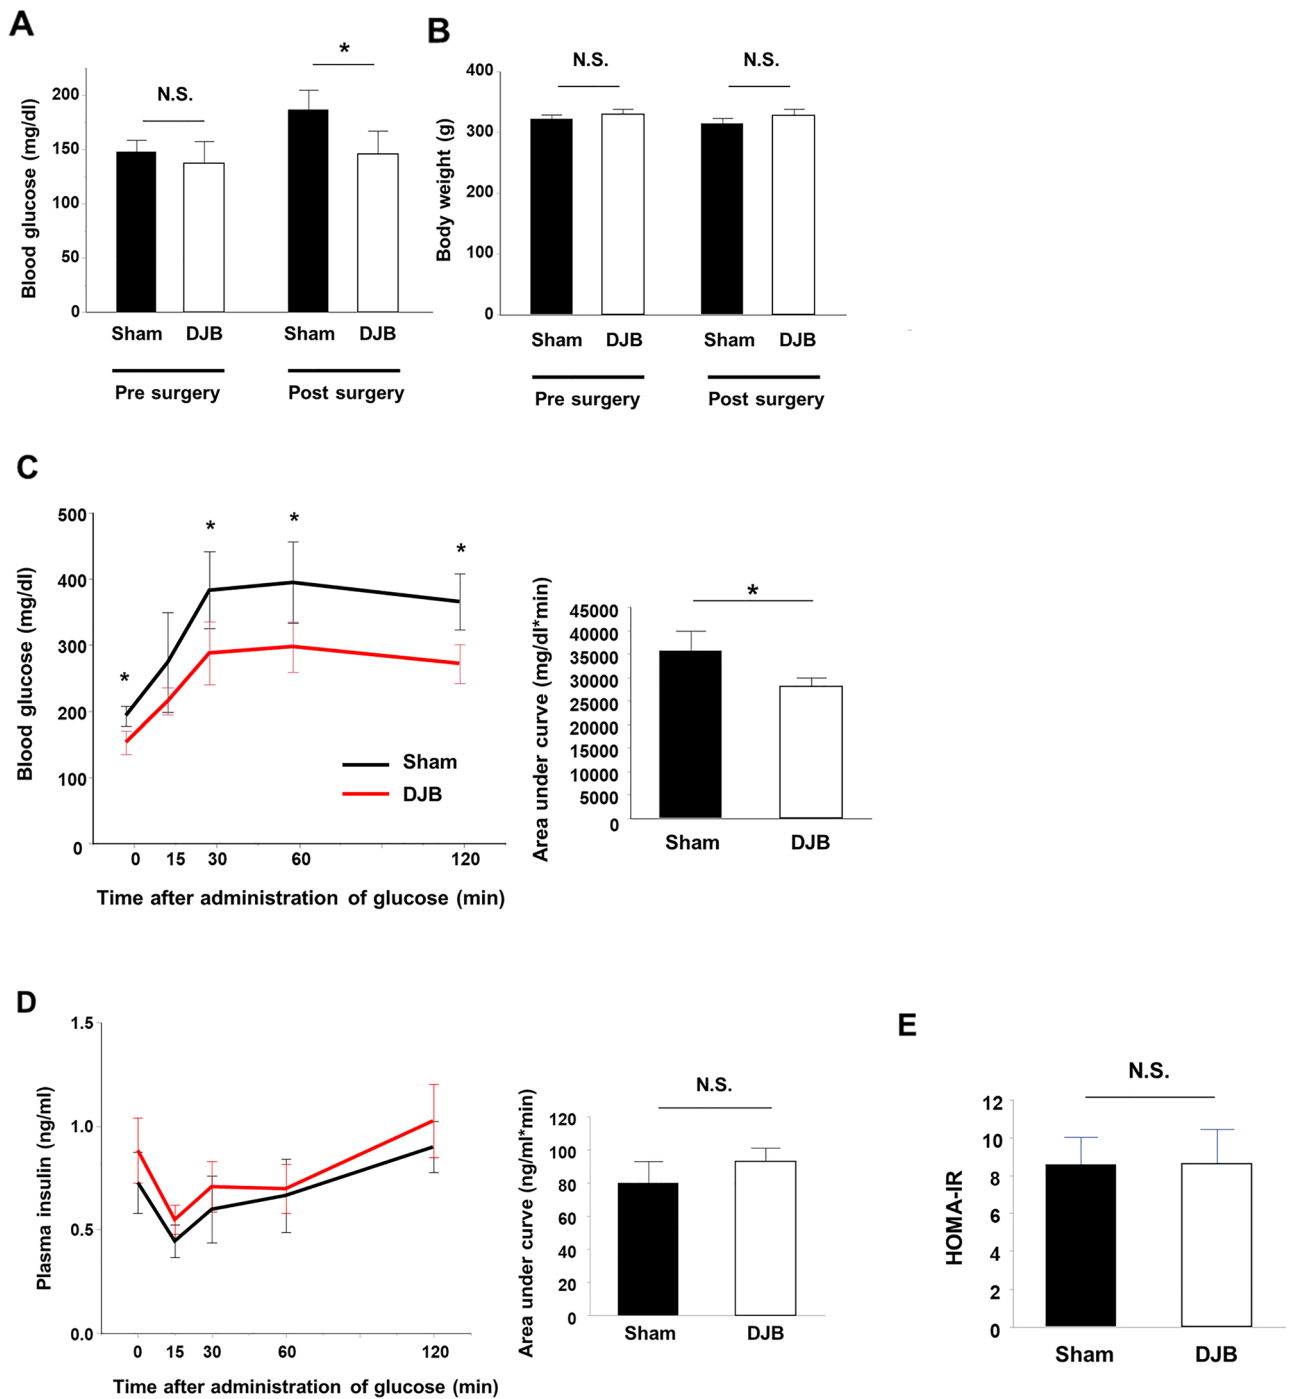 A
Blood glucose (mg/dl)
200
150
100
50
0
N.S.
*
Sham DJB Sham DJB
Pre surgery Post surgery
B
Body weight (g)
400
300
200
100
0
N.S. N.S.
Sham DJB Sham DJB
Pre surgery Post surgery
C
Blood glucose (mg/dl)
500
400
300
200
100
0
* * * *
Sham
DJB
0 15 30 60 120
Time after administration of glucose (min)
Area under curve (mg/dl*min)
45000
40000
35000
30000
25000
20000
15000
10000
5000
0
*
Sham DJB
D
Plasma insulin (ng/ml)
1.5
1.0
0.5
0.0
0 15 30 60 120
Time after administration of glucose (min)
Area under curve (ng/ml*min)
120
100
80
60
40
20
0
N.S.
Sham DJB
E
HOMA-IR
12
10
8
6
4
2
0
N.S.
Sham DJB